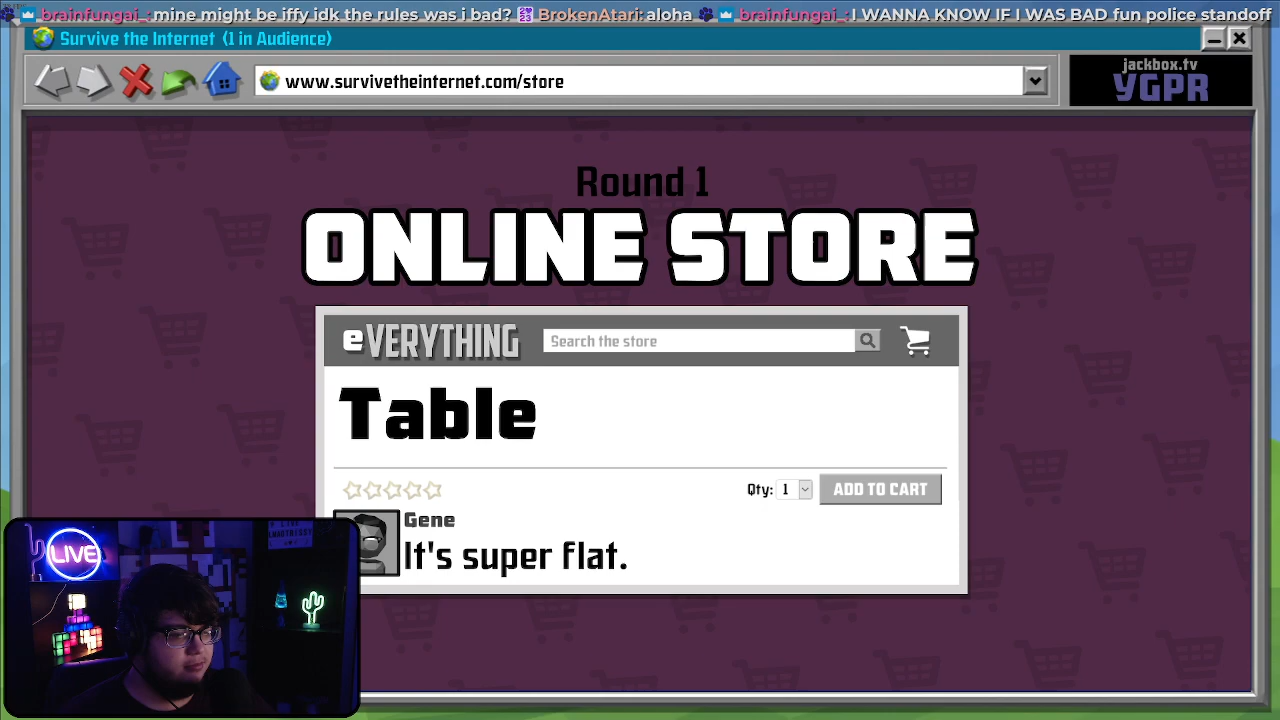 brainfungai_: mine might be iffy idk the rules was i bad? BrokenAtari: aloha brainfungai_: I WANNA KNOW IF I WAS BAD fun police standoff
Survive the Internet (1 in Audience)
www.survivetheinternet.com/store
jackbox.tv
YGPR
Round 1
ONLINE STORE
eVERYTHING
Search the store
Table
Qty: 1
ADD TO CART
Gene
It's super flat.
LIVE